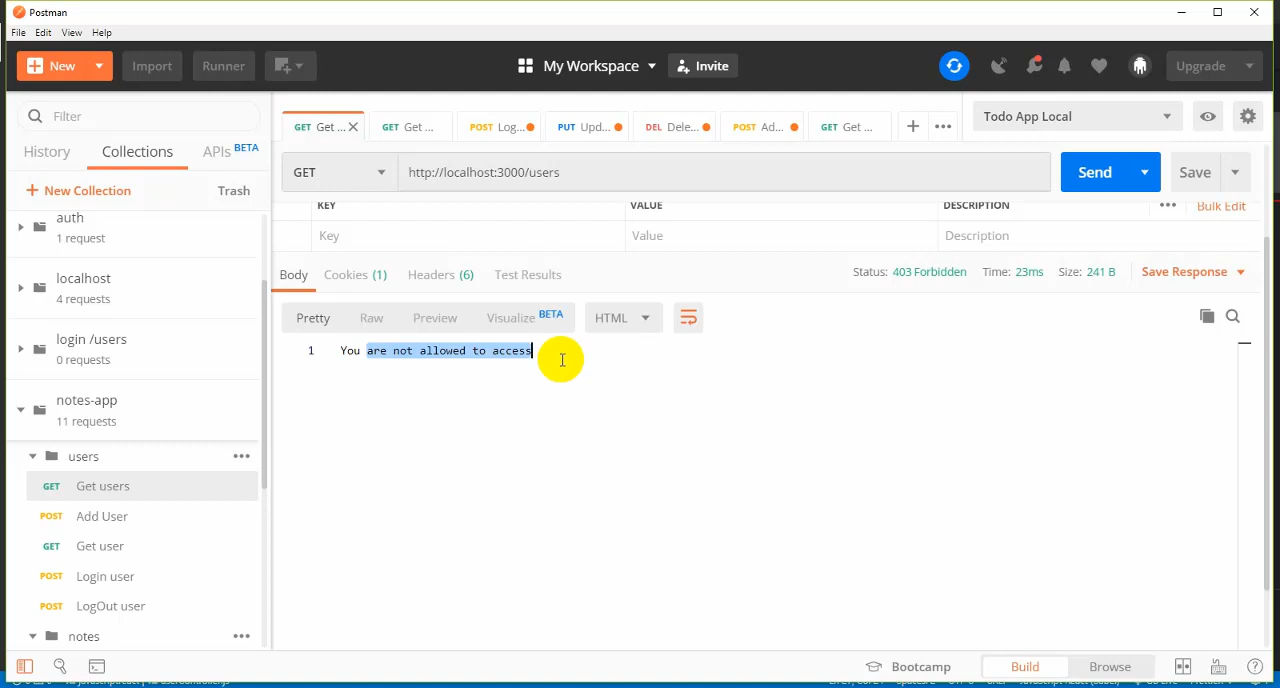 Postman
File Edit View Help
New Import Runner My Workspace Invite Upgrade
Filter
History Collections APIs BETA
New Collection Trash
auth
1 request
localhost
4 requests
login /users
0 requests
notes-app
11 requests
users
GET Get users
POST Add User
GET Get user
POST Login user
POST LogOut user
notes
GET Get ... GET Get ... POST Log... PUT Upd... DEL Dele... POST Ad... GET Get ...
Todo App Local
GET http://localhost:3000/users Send Save
KEY VALUE DESCRIPTION Bulk Edit
Key Value Description
Body Cookies (1) Headers (6) Test Results Status: 403 Forbidden Time: 23ms Size: 241 B Save Response
Pretty Raw Preview Visualize BETA HTML
1 You are not allowed to access
Bootcamp Build Browse